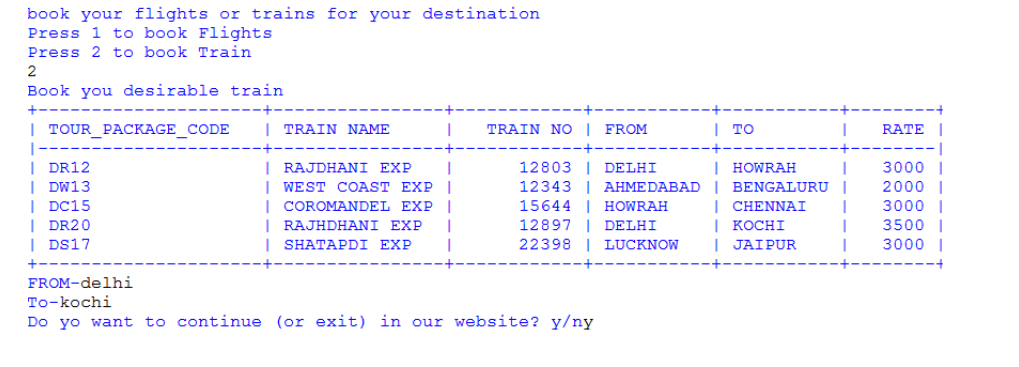 book your flights or trains for your destination
Press 1 to book Flights
Press 2 to book Train
2
Book you desirable train
+---------------------+----------------+------------+-----------+-----------+--------+
| TOUR_PACKAGE_CODE | TRAIN NAME | TRAIN NO | FROM | TO | RATE |
|---------------------+----------------+------------+-----------+-----------+--------|
| DR12 | RAJDHANI EXP | 12803 | DELHI | HOWRAH | 3000 |
| DW13 | WEST COAST EXP | 12343 | AHMEDABAD | BENGALURU | 2000 |
| DC15 | COROMANDEL EXP | 15644 | HOWRAH | CHENNAI | 3000 |
| DR20 | RAJHDHANI EXP | 12897 | DELHI | KOCHI | 3500 |
| DS17 | SHATAPDI EXP | 22398 | LUCKNOW | JAIPUR | 3000 |
+---------------------+----------------+------------+-----------+-----------+--------+
FROM-delhi
To-kochi
Do yo want to continue (or exit) in our website? y/ny